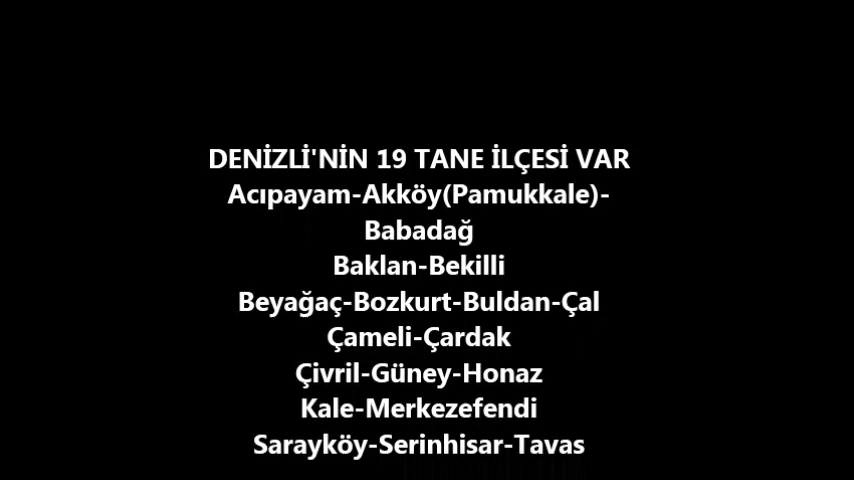 DENİZLİ'NİN 19 TANE İLÇESİ VAR
Acıpayam-Akköy(Pamukkale)-
Babadağ
Baklan-Bekilli
Beyağaç-Bozkurt-Buldan-Çal
Çameli-Çardak
Çivril-Güney-Honaz
Kale-Merkezefendi
Sarayköy-Serinhisar-Tavas